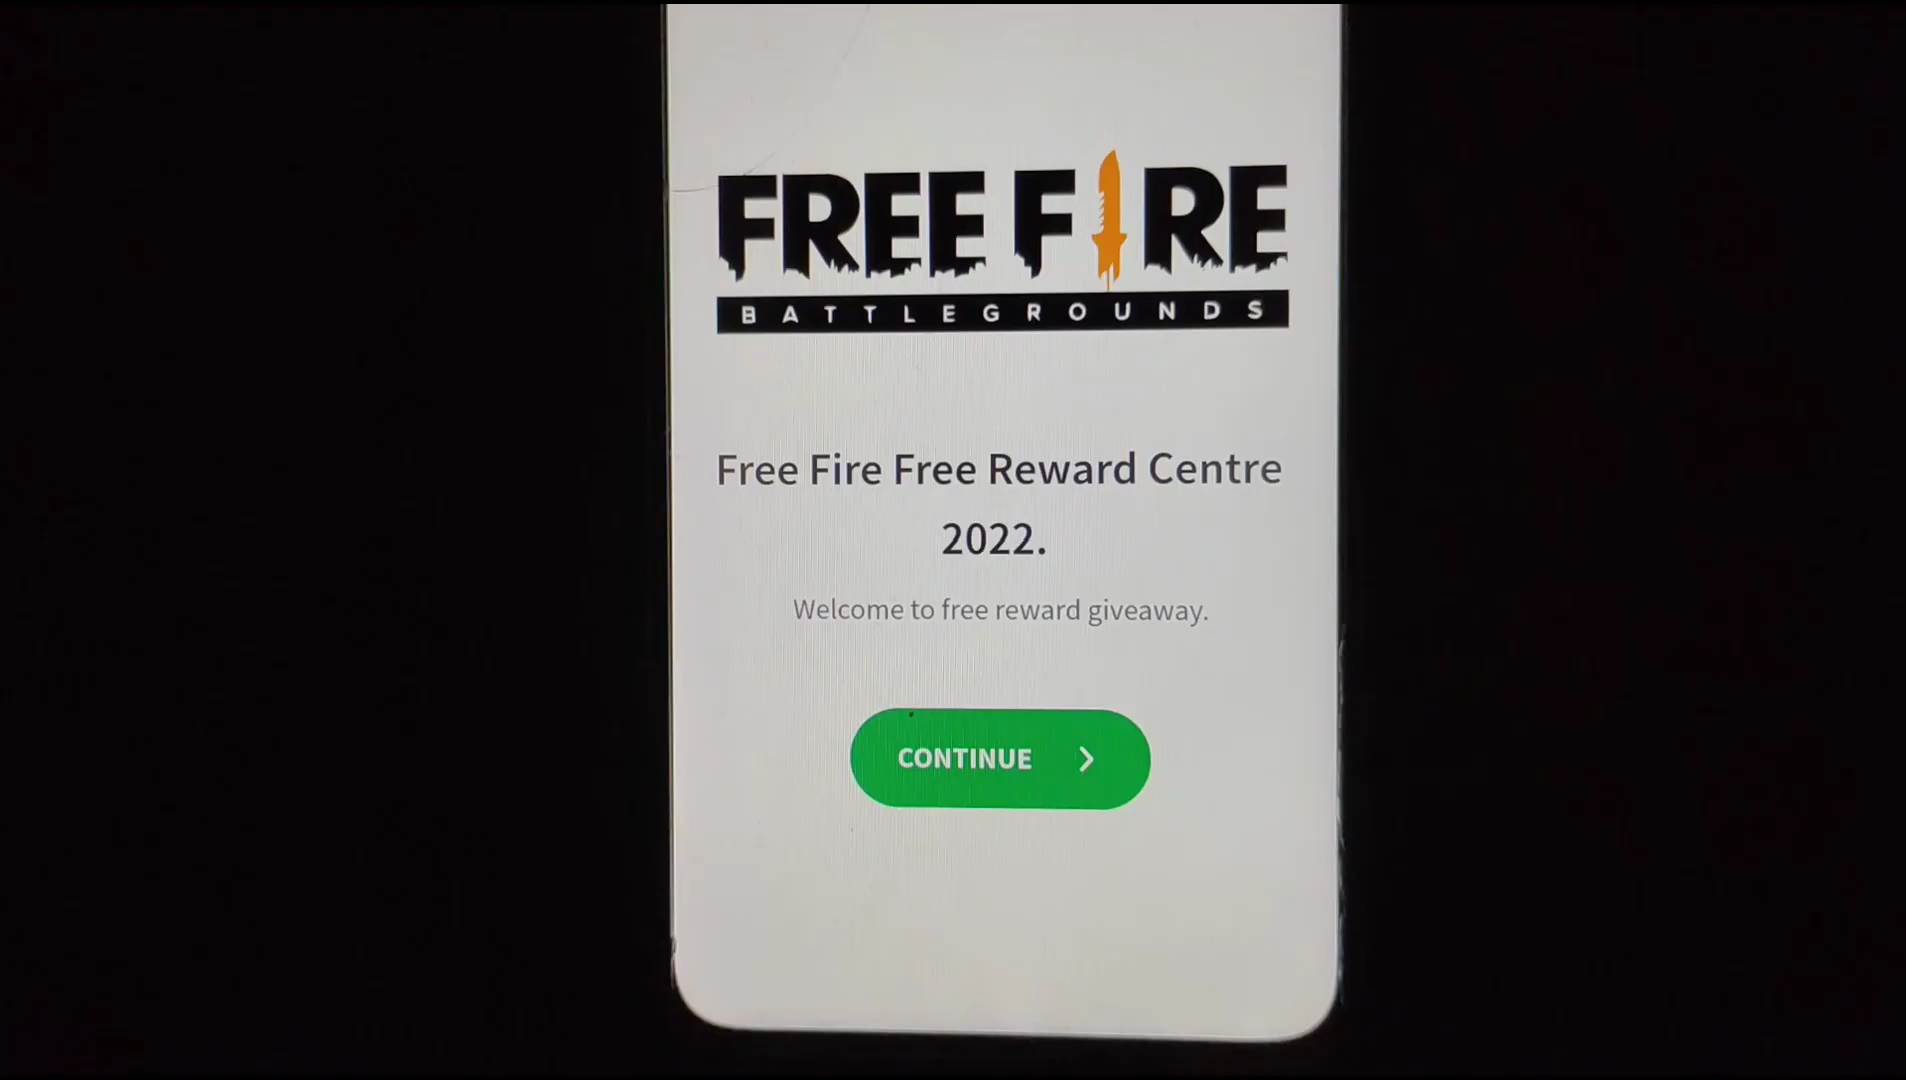 FREE FIRE
BATTLEGROUNDS
Free Fire Free Reward Centre
2022.
Welcome to free reward giveaway.
CONTINUE